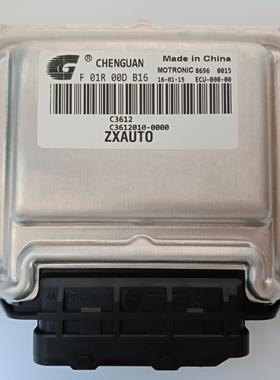 ® CHENGUAN
Made in China
F 01R 00D B16
MOTRONIC 8696 0015
16-01-15 ECU-000-00
C3612
C3612010-0000
ZXAUTO